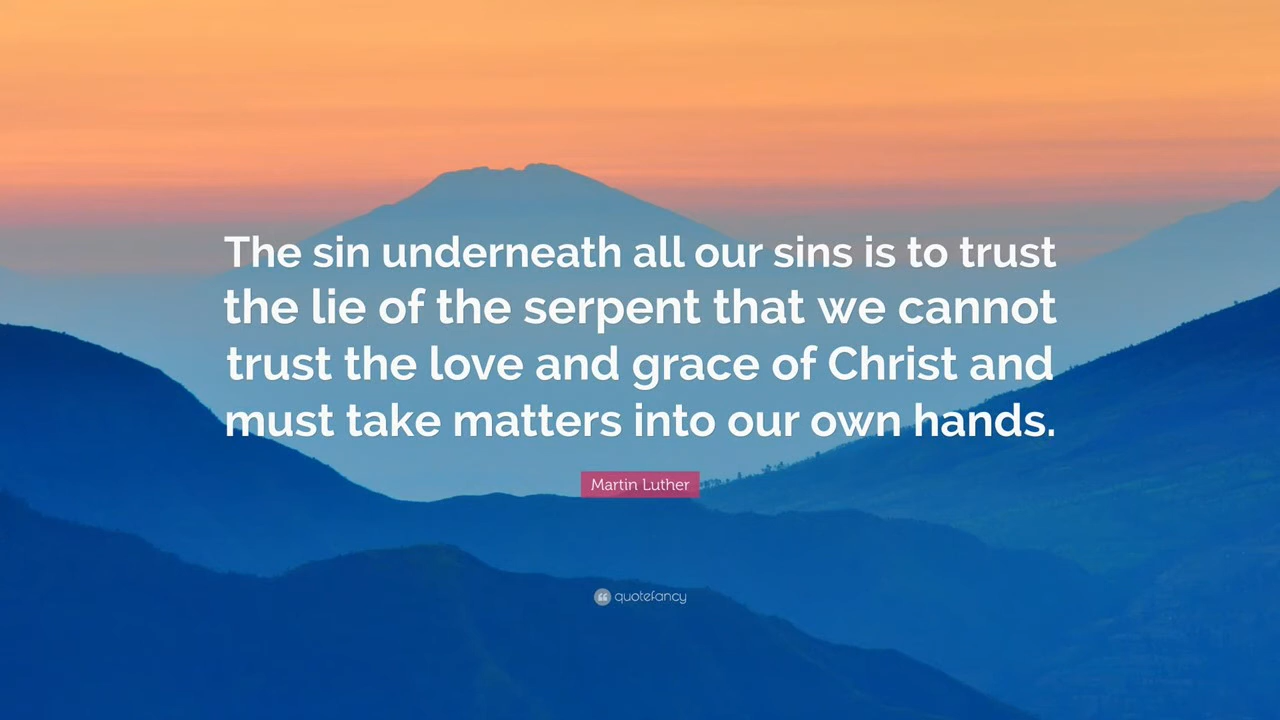 The sin underneath all our sins is to trust
the lie of the serpent that we cannot
trust the love and grace of Christ and
must take matters into our own hands.
Martin Luther
quotefancy